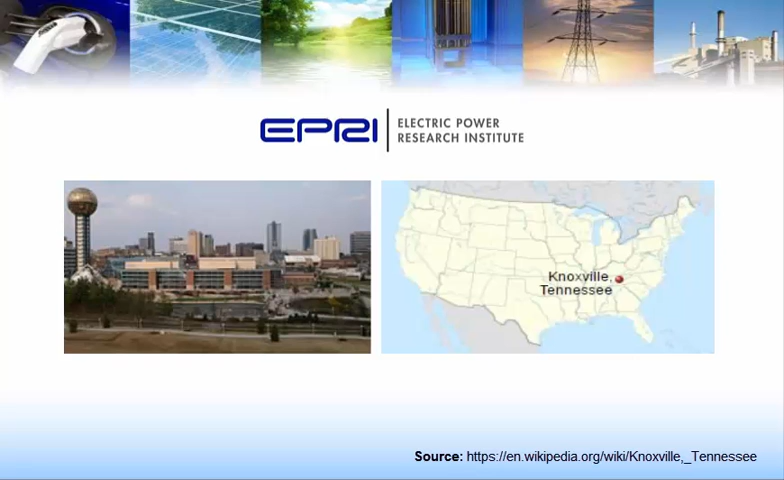 EPRI
ELECTRIC POWER
RESEARCH INSTITUTE
Knoxville,
Tennessee
Source: https://en.wikipedia.org/wiki/Knoxville,_Tennessee